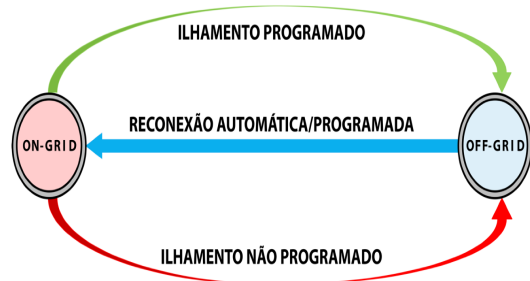 ILHAMENTO PROGRAMADO
RECONEXÃO AUTOMÁTICA/PROGRAMADA
ON-GRID
OFF-GRID
ILHAMENTO NÃO PROGRAMADO